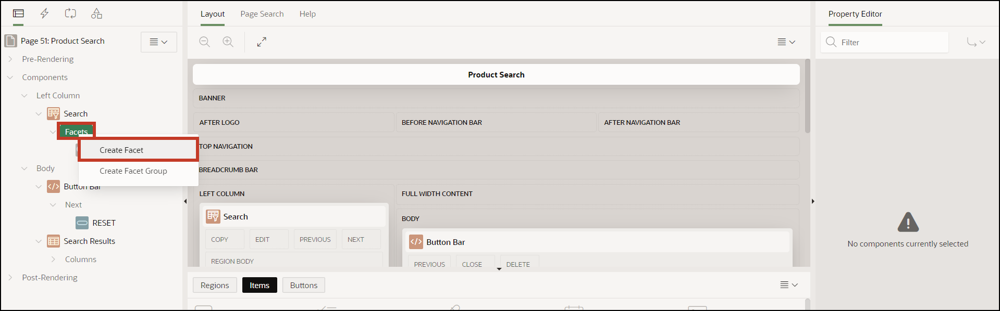 Page 51: Product Search
Pre-Rendering
Components
Left Column
Search
Facets
Create Facet
Create Facet Group
Body
Button Bar
Next
RESET
Search Results
Columns
Post-Rendering
Layout Page Search Help
Product Search
BANNER
AFTER LOGO BEFORE NAVIGATION BAR AFTER NAVIGATION BAR
TOP NAVIGATION
BREADCRUMB BAR
LEFT COLUMN
Search
COPY EDIT PREVIOUS NEXT
REGION BODY
FULL WIDTH CONTENT
BODY
Button Bar
PREVIOUS CLOSE DELETE
Regions Items Buttons
Property Editor
Filter
No components currently selected